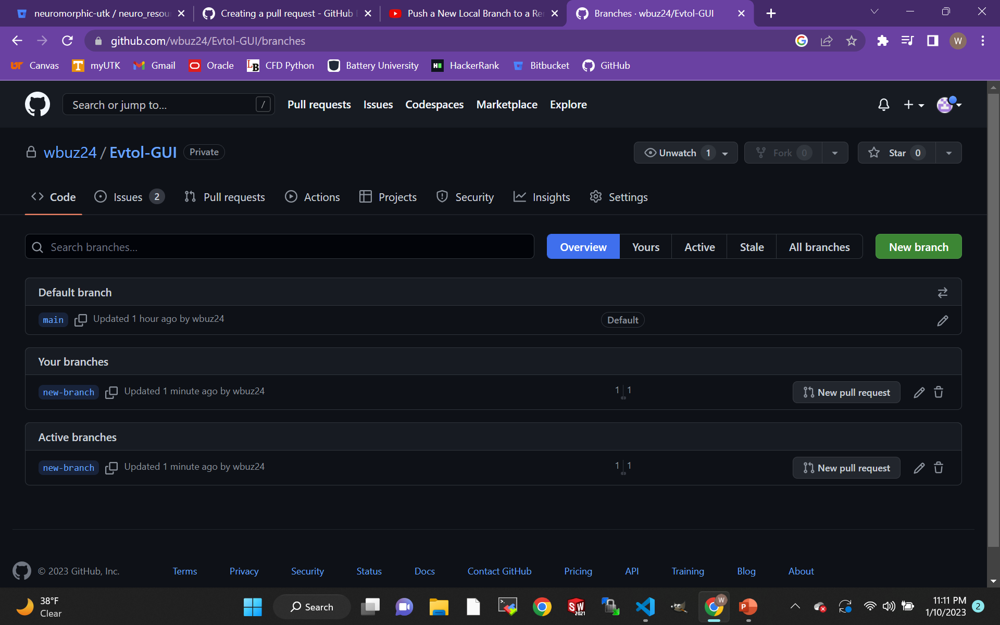 neuromorphic-utk / neuro_resou
Creating a pull request - GitHub
Push a New Local Branch to a Re
Branches · wbuz24/Evtol-GUI
github.com/wbuz24/Evtol-GUI/branches
W
Canvas
myUTK
Gmail
Oracle
LB
CFD Python
Battery University
HackerRank
Bitbucket
GitHub
Search or jump to...
/
Pull requests
Issues
Codespaces
Marketplace
Explore
wbuz24 / Evtol-GUI
Private
Unwatch 1
Fork 0
Star 0
Code
Issues 2
Pull requests
Actions
Projects
Security
Insights
Settings
Search branches...
Overview
Yours
Active
Stale
All branches
New branch
Default branch
main
Updated 1 hour ago by wbuz24
Default
Your branches
new-branch
Updated 1 minute ago by wbuz24
1 1
New pull request
Active branches
new-branch
Updated 1 minute ago by wbuz24
1 1
New pull request
© 2023 GitHub, Inc.
Terms
Privacy
Security
Status
Docs
Contact GitHub
Pricing
API
Training
Blog
About
38°F
Clear
Search
SW
2021
W
P
11:11 PM
1/10/2023
2